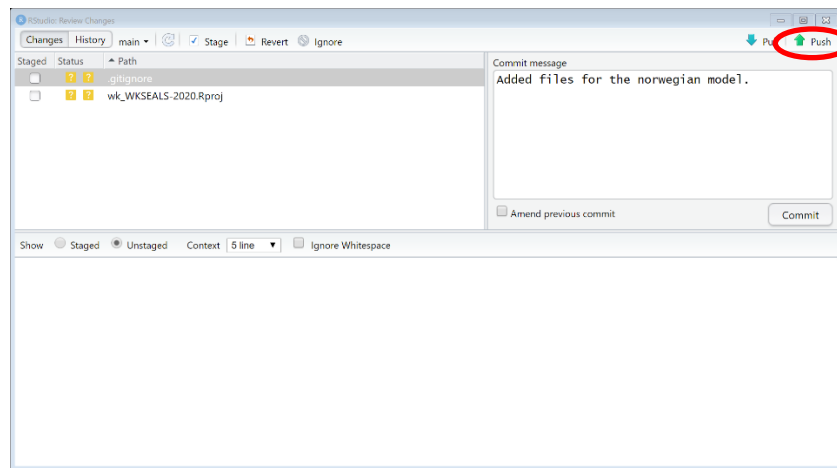 RStudio: Review Changes
Changes History main Stage Revert Ignore Pu Push
Staged Status Path
? ? .gitignore
? ? wk_WKSEALS-2020.Rproj
Commit message
Added files for the norwegian model.
Amend previous commit
Commit
Show Staged Unstaged Context 5 line Ignore Whitespace